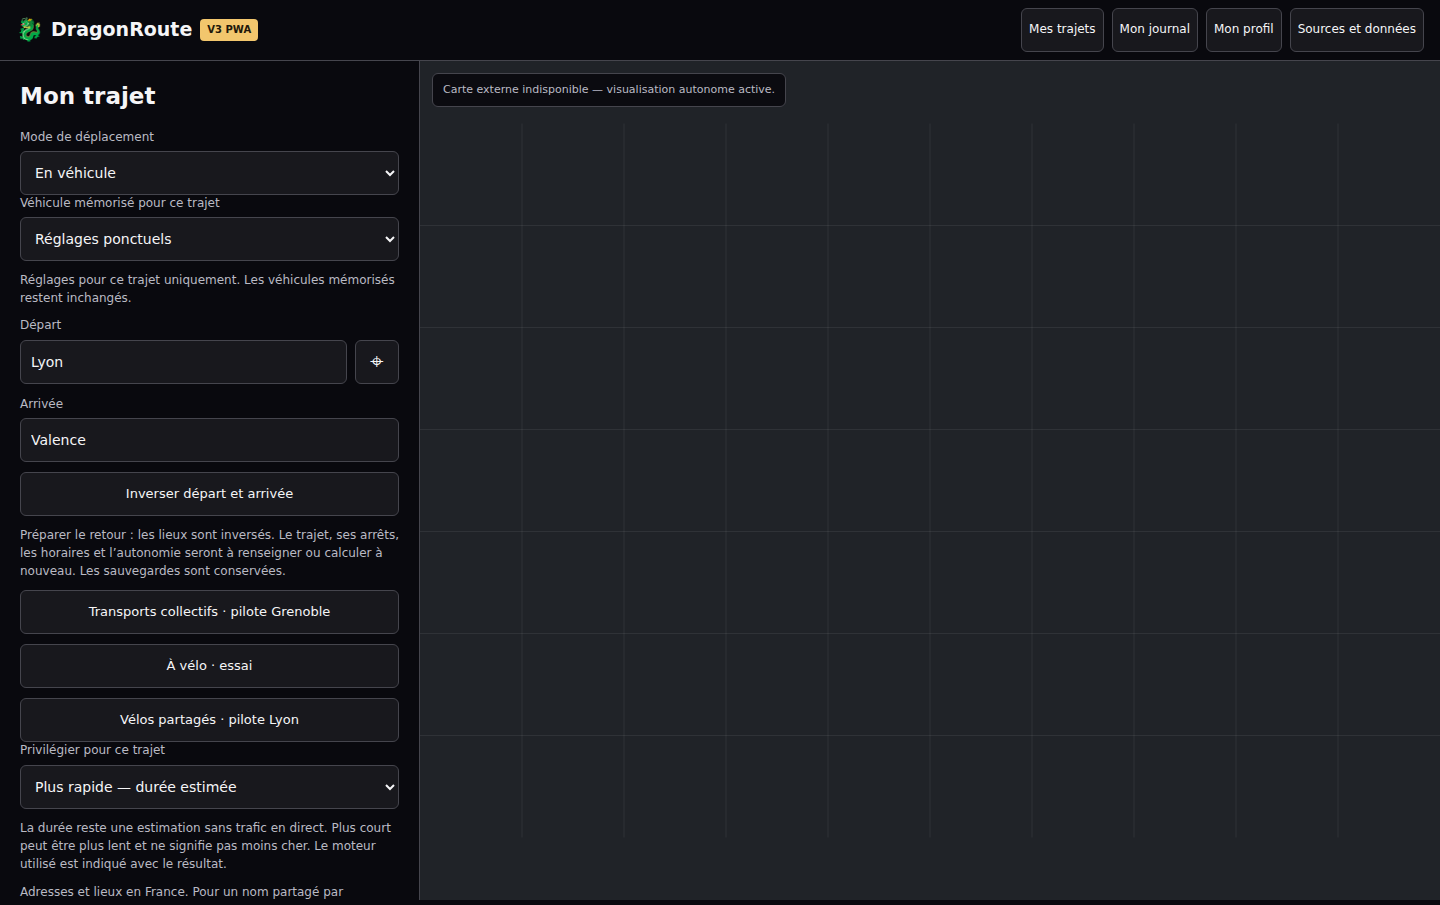 DragonRoute
V3 PWA
Mes trajets
Mon journal
Mon profil
Sources et données
Mon trajet
Mode de déplacement
En véhicule
Véhicule mémorisé pour ce trajet
Réglages ponctuels
Réglages pour ce trajet uniquement. Les véhicules mémorisés
restent inchangés.
Départ
Lyon
Arrivée
Valence
Inverser départ et arrivée
Préparer le retour : les lieux sont inversés. Le trajet, ses arrêts,
les horaires et l’autonomie seront à renseigner ou calculer à
nouveau. Les sauvegardes sont conservées.
Transports collectifs · pilote Grenoble
À vélo · essai
Vélos partagés · pilote Lyon
Privilégier pour ce trajet
Plus rapide — durée estimée
La durée reste une estimation sans trafic en direct. Plus court
peut être plus lent et ne signifie pas moins cher. Le moteur
utilisé est indiqué avec le résultat.
Adresses et lieux en France. Pour un nom partagé par
Carte externe indisponible — visualisation autonome active.